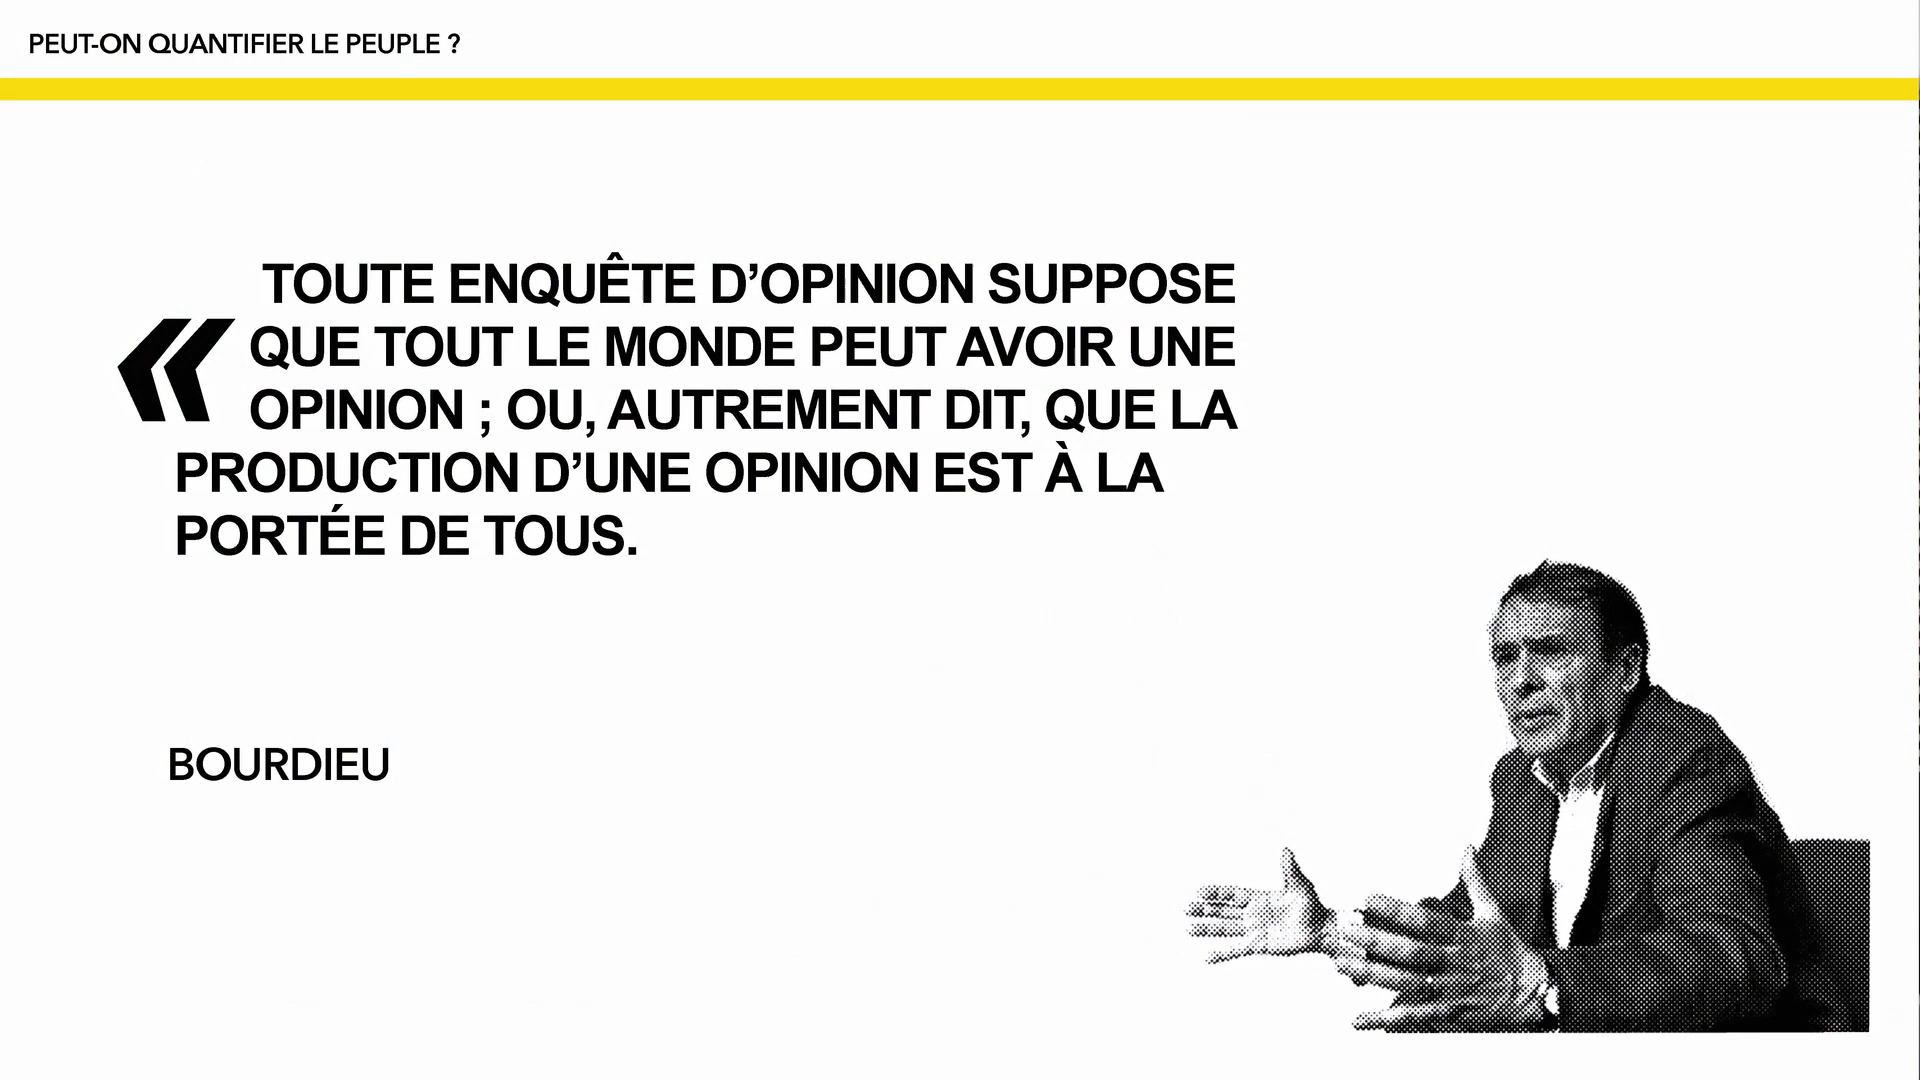 PEUT-ON QUANTIFIER LE PEUPLE ?
« TOUTE ENQUÊTE D’OPINION SUPPOSE
QUE TOUT LE MONDE PEUT AVOIR UNE
OPINION ; OU, AUTREMENT DIT, QUE LA
PRODUCTION D’UNE OPINION EST À LA
PORTÉE DE TOUS.
BOURDIEU